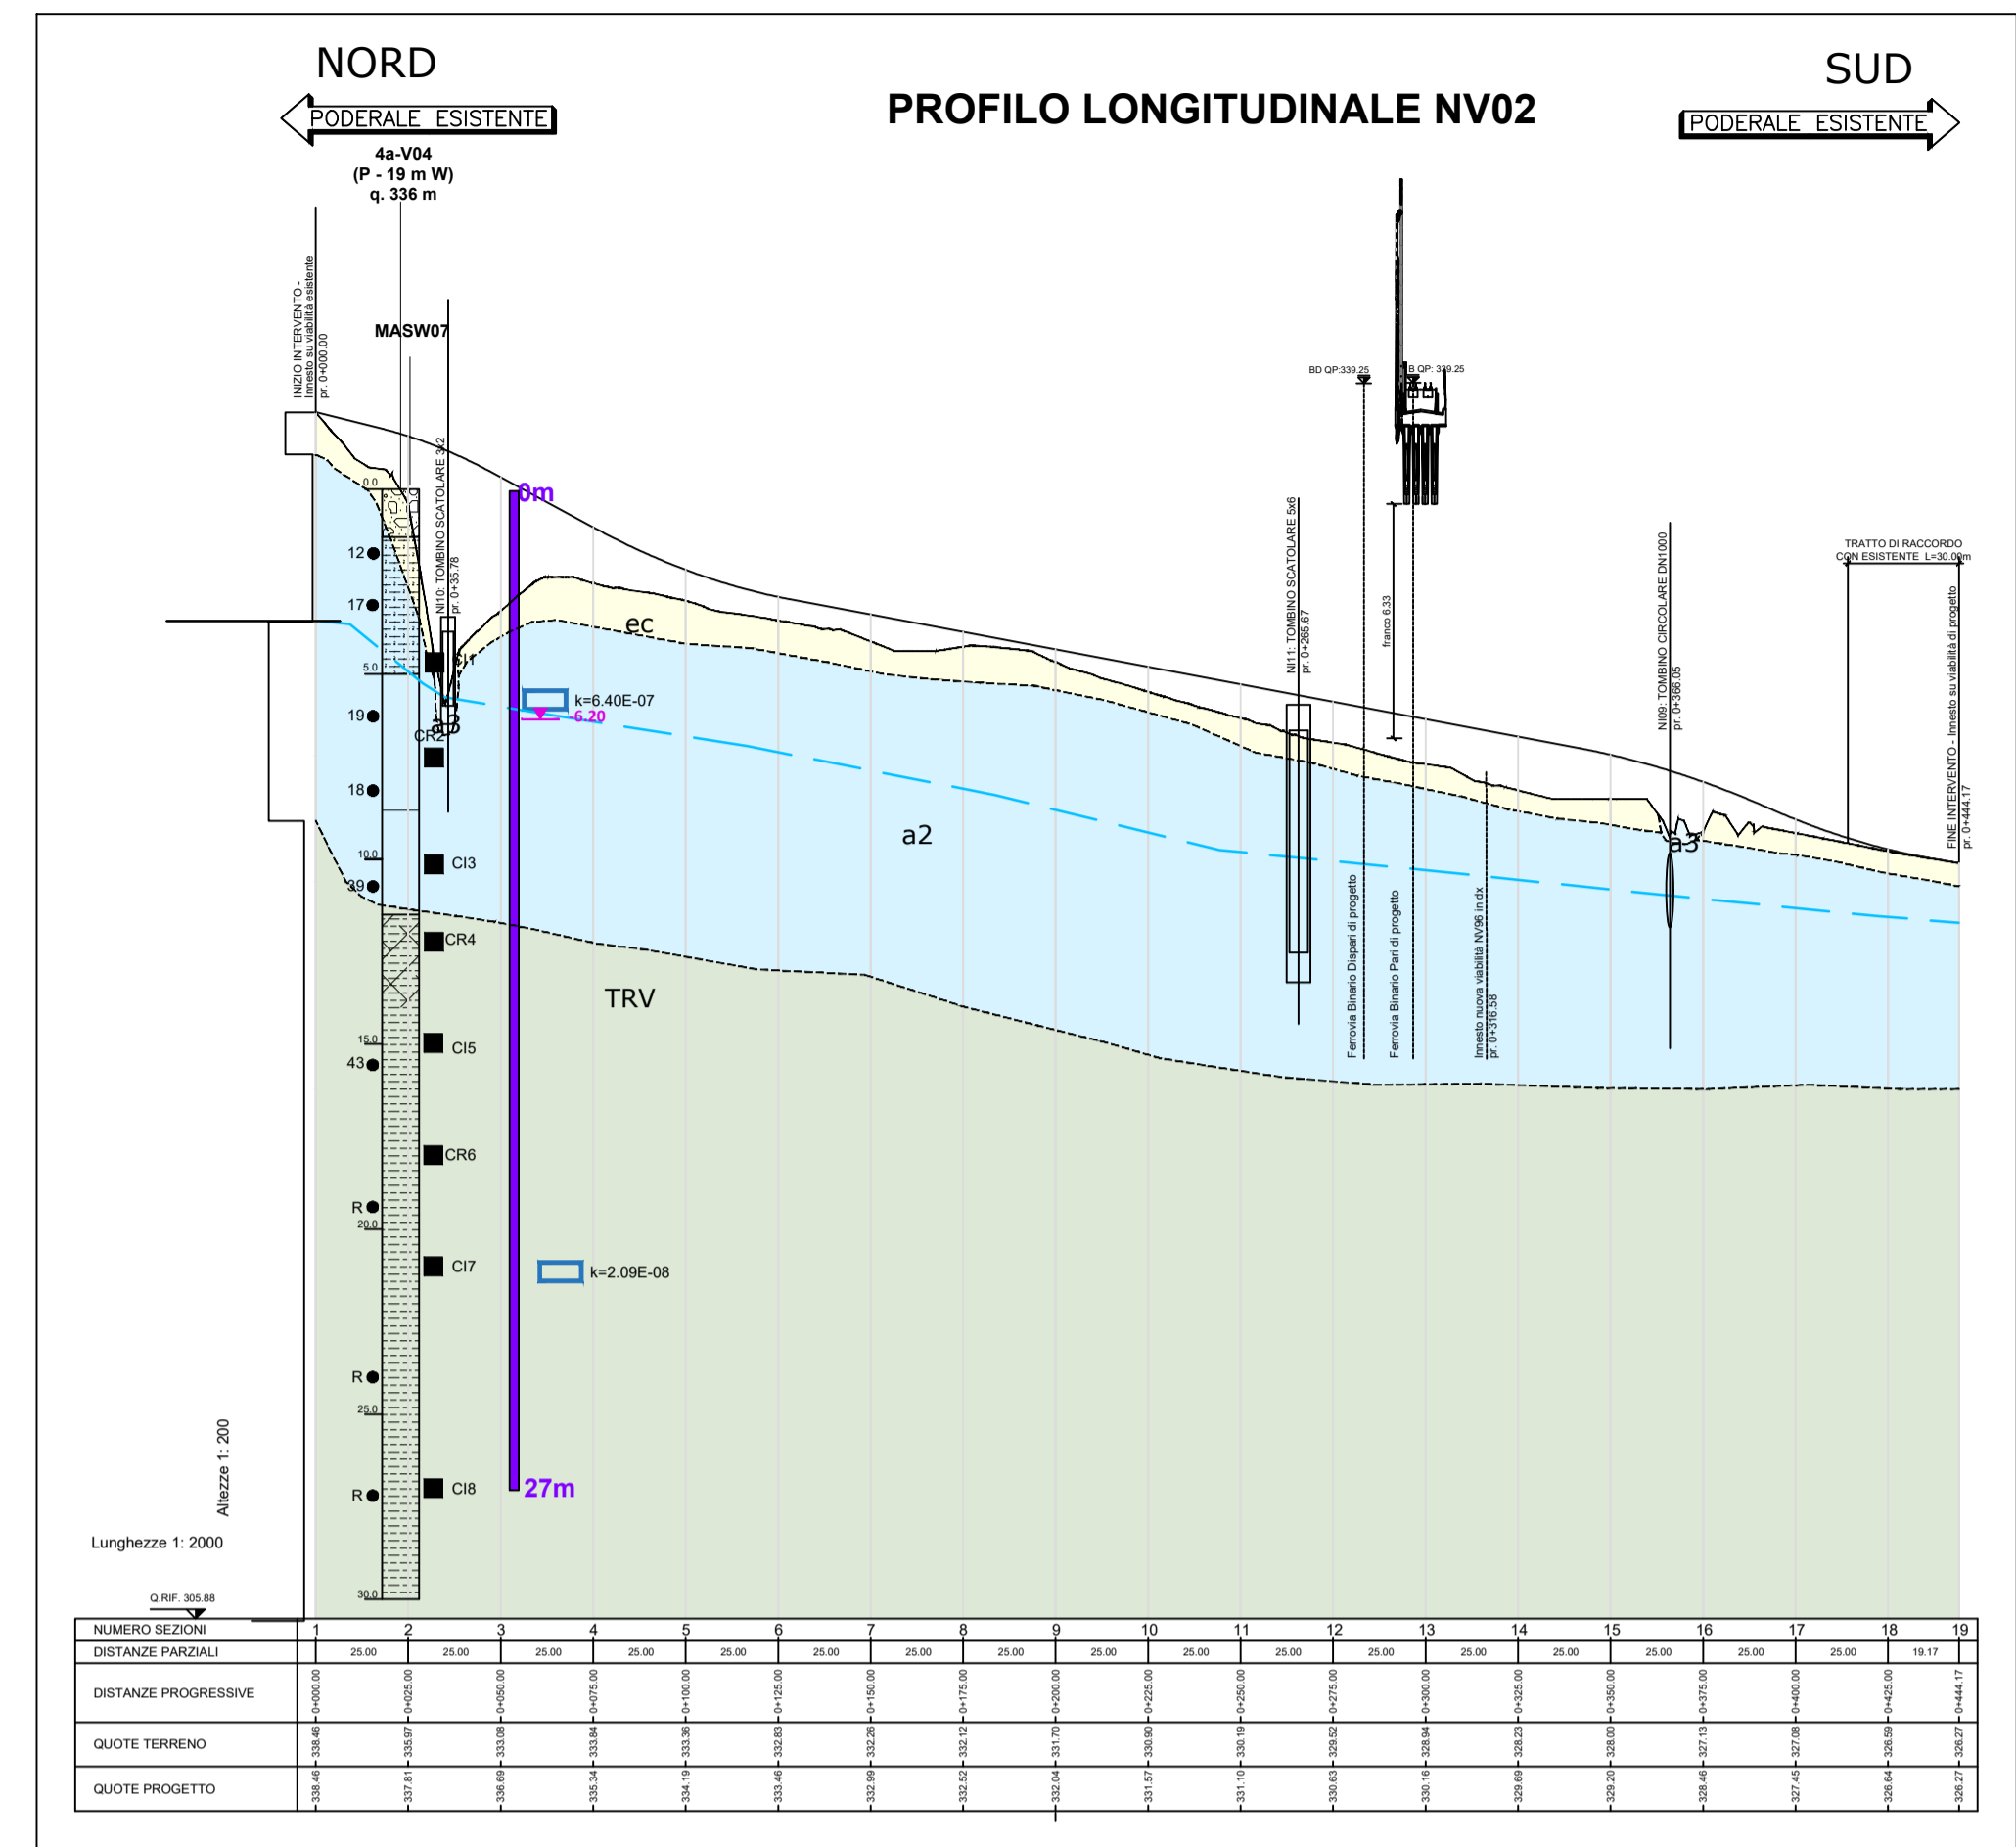 NORD
SUD
PODERALE ESISTENTE
PROFILO LONGITUDINALE NV02
PODERALE ESISTENTE
4a-V04
(P - 19 m W)
q. 336 m
INIZIO INTERVENTO -
Innesto su viabilità esistente
pr. 0+000.00
MASW07
NI10: TOMBINO SCATOLARE 3x2
pr. 0+35.78
BD QP:339.25
B QP: 339.25
franco 6.33
NI11: TOMBINO SCATOLARE 5x6
pr. 0+265.67
NI09: TOMBINO CIRCOLARE DN1000
pr. 0+366.05
TRATTO DI RACCORDO
CON ESISTENTE L=30.00m
FINE INTERVENTO - Innesto su viabilità di progetto
pr. 0+444.17
Ferrovia Binario Dispari di progetto
Ferrovia Binario Pari di progetto
Innesto nuova viabilità NV96 in dx
pr. 0+316.58
0.0
0m
12
17
ec
5.0
CI1
k=6.40E-07
19
a3
-6.20
CR2
18
a2
a3
10.0
CI3
39
CR4
TRV
15.0
CI5
43
CR6
R
20.0
CI7
k=2.09E-08
R
25.0
CI8
27m
R
30.0
Altezze 1: 200
Lunghezze 1: 2000
Q.RIF. 305.88
NUMERO SEZIONI 1 2 3 4 5 6 7 8 9 10 11 12 13 14 15 16 17 18 19
DISTANZE PARZIALI 25.00 25.00 25.00 25.00 25.00 25.00 25.00 25.00 25.00 25.00 25.00 25.00 25.00 25.00 25.00 25.00 25.00 19.17
DISTANZE PROGRESSIVE 0+000.00 0+025.00 0+050.00 0+075.00 0+100.00 0+125.00 0+150.00 0+175.00 0+200.00 0+225.00 0+250.00 0+275.00 0+300.00 0+325.00 0+350.00 0+375.00 0+400.00 0+425.00 0+444.17
QUOTE TERRENO 338.46 335.97 333.08 333.84 333.36 332.83 332.26 332.12 331.70 330.90 330.19 329.52 328.94 328.23 328.00 327.13 327.08 326.59 326.27
QUOTE PROGETTO 338.46 337.81 336.69 335.34 334.19 333.46 332.99 332.52 332.04 331.57 331.10 330.63 330.16 329.69 329.20 328.46 327.45 326.64 326.27